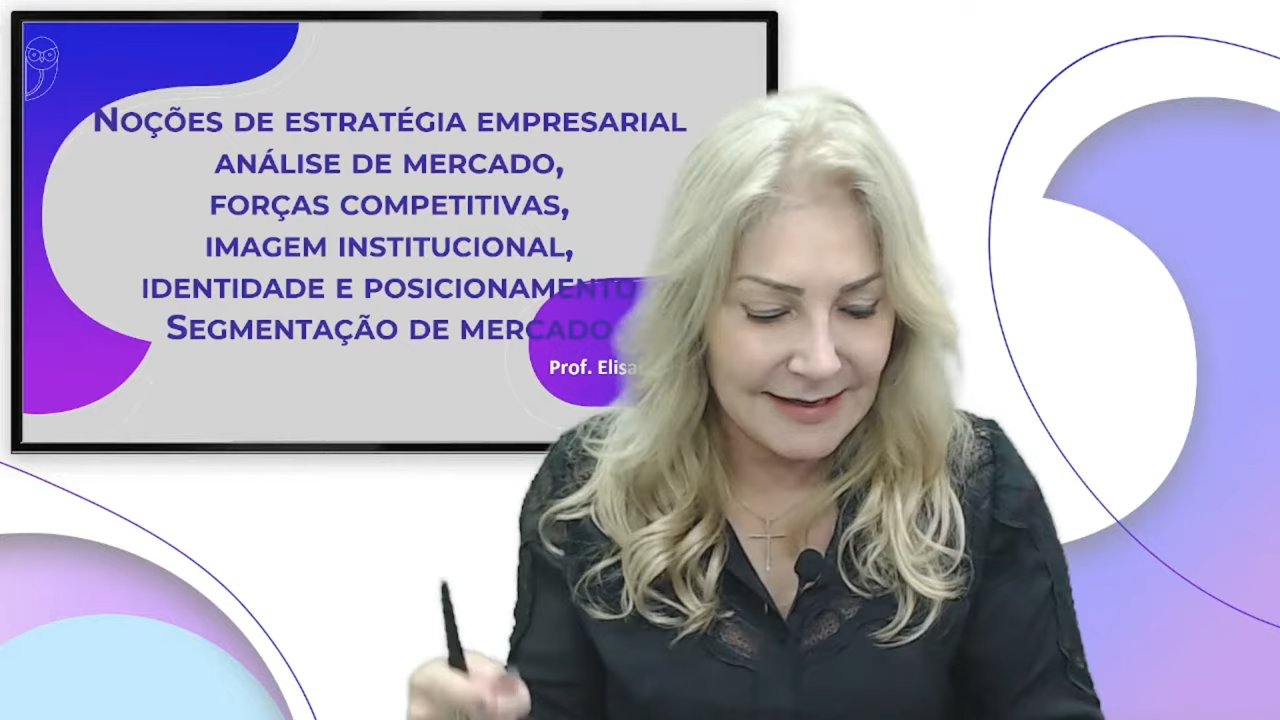 NOÇÕES DE ESTRATÉGIA EMPRESARIAL
ANÁLISE DE MERCADO,
FORÇAS COMPETITIVAS,
IMAGEM INSTITUCIONAL,
IDENTIDADE E POSICIONAMENTO
SEGMENTAÇÃO DE MERCADO
Prof.